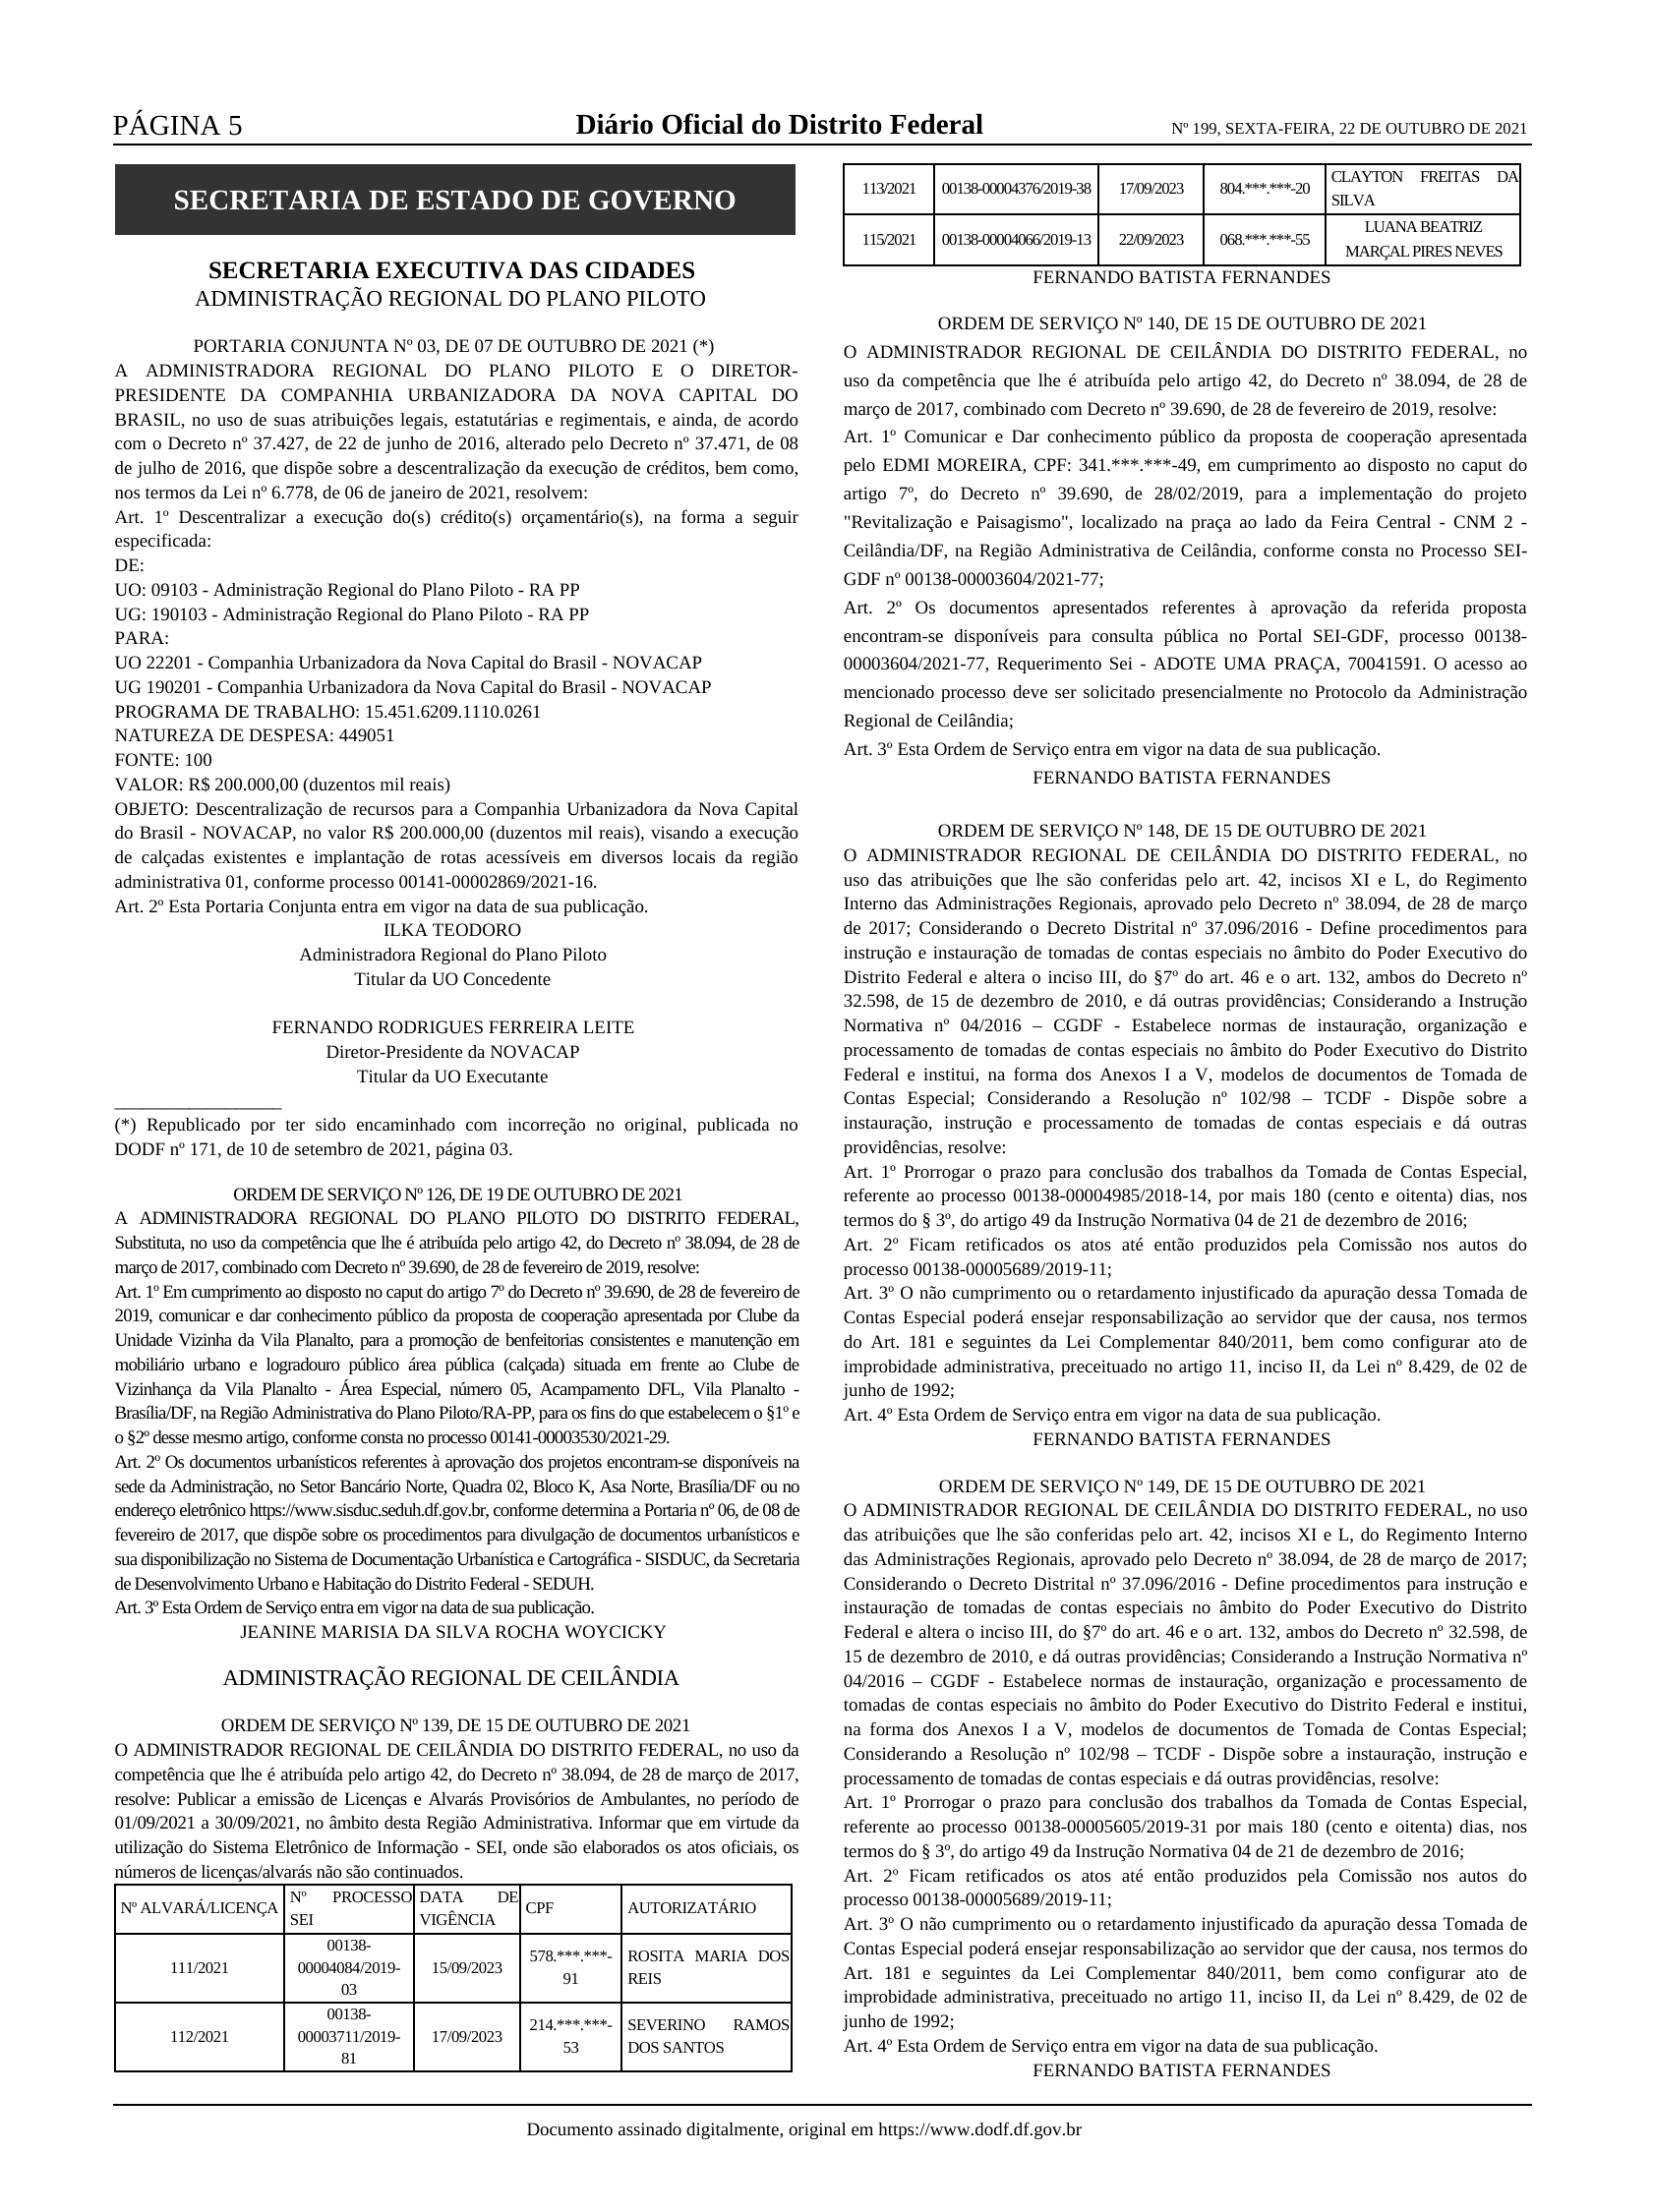 PÁGINA 5
Diário Oficial do Distrito Federal
Nº 199, SEXTA-FEIRA, 22 DE OUTUBRO DE 2021
SECRETARIA DE ESTADO DE GOVERNO
SECRETARIA EXECUTIVA DAS CIDADES
ADMINISTRAÇÃO REGIONAL DO PLANO PILOTO
PORTARIA CONJUNTA Nº 03, DE 07 DE OUTUBRO DE 2021 (*)
A ADMINISTRADORA REGIONAL DO PLANO PILOTO E O DIRETOR-
PRESIDENTE DA COMPANHIA URBANIZADORA DA NOVA CAPITAL DO
BRASIL, no uso de suas atribuições legais, estatutárias e regimentais, e ainda, de acordo
com o Decreto nº 37.427, de 22 de junho de 2016, alterado pelo Decreto nº 37.471, de 08
de julho de 2016, que dispõe sobre a descentralização da execução de créditos, bem como,
nos termos da Lei nº 6.778, de 06 de janeiro de 2021, resolvem:
Art. 1º Descentralizar a execução do(s) crédito(s) orçamentário(s), na forma a seguir
especificada:
DE:
UO: 09103 - Administração Regional do Plano Piloto - RA PP
UG: 190103 - Administração Regional do Plano Piloto - RA PP
PARA:
UO 22201 - Companhia Urbanizadora da Nova Capital do Brasil - NOVACAP
UG 190201 - Companhia Urbanizadora da Nova Capital do Brasil - NOVACAP
PROGRAMA DE TRABALHO: 15.451.6209.1110.0261
NATUREZA DE DESPESA: 449051
FONTE: 100
VALOR: R$ 200.000,00 (duzentos mil reais)
OBJETO: Descentralização de recursos para a Companhia Urbanizadora da Nova Capital
do Brasil - NOVACAP, no valor R$ 200.000,00 (duzentos mil reais), visando a execução
de calçadas existentes e implantação de rotas acessíveis em diversos locais da região
administrativa 01, conforme processo 00141-00002869/2021-16.
Art. 2º Esta Portaria Conjunta entra em vigor na data de sua publicação.
ILKA TEODORO
Administradora Regional do Plano Piloto
Titular da UO Concedente
FERNANDO RODRIGUES FERREIRA LEITE
Diretor-Presidente da NOVACAP
Titular da UO Executante
__________________
(*) Republicado por ter sido encaminhado com incorreção no original, publicada no
DODF nº 171, de 10 de setembro de 2021, página 03.
ORDEM DE SERVIÇO Nº 126, DE 19 DE OUTUBRO DE 2021
A ADMINISTRADORA REGIONAL DO PLANO PILOTO DO DISTRITO FEDERAL,
Substituta, no uso da competência que lhe é atribuída pelo artigo 42, do Decreto nº 38.094, de 28 de
março de 2017, combinado com Decreto nº 39.690, de 28 de fevereiro de 2019, resolve:
Art. 1º Em cumprimento ao disposto no caput do artigo 7º do Decreto nº 39.690, de 28 de fevereiro de
2019, comunicar e dar conhecimento público da proposta de cooperação apresentada por Clube da
Unidade Vizinha da Vila Planalto, para a promoção de benfeitorias consistentes e manutenção em
mobiliário urbano e logradouro público área pública (calçada) situada em frente ao Clube de
Vizinhança da Vila Planalto - Área Especial, número 05, Acampamento DFL, Vila Planalto -
Brasília/DF, na Região Administrativa do Plano Piloto/RA-PP, para os fins do que estabelecem o §1º e
o §2º desse mesmo artigo, conforme consta no processo 00141-00003530/2021-29.
Art. 2º Os documentos urbanísticos referentes à aprovação dos projetos encontram-se disponíveis na
sede da Administração, no Setor Bancário Norte, Quadra 02, Bloco K, Asa Norte, Brasília/DF ou no
endereço eletrônico https://www.sisduc.seduh.df.gov.br, conforme determina a Portaria nº 06, de 08 de
fevereiro de 2017, que dispõe sobre os procedimentos para divulgação de documentos urbanísticos e
sua disponibilização no Sistema de Documentação Urbanística e Cartográfica - SISDUC, da Secretaria
de Desenvolvimento Urbano e Habitação do Distrito Federal - SEDUH.
Art. 3º Esta Ordem de Serviço entra em vigor na data de sua publicação.
JEANINE MARISIA DA SILVA ROCHA WOYCICKY
ADMINISTRAÇÃO REGIONAL DE CEILÂNDIA
ORDEM DE SERVIÇO Nº 139, DE 15 DE OUTUBRO DE 2021
O ADMINISTRADOR REGIONAL DE CEILÂNDIA DO DISTRITO FEDERAL, no uso da
competência que lhe é atribuída pelo artigo 42, do Decreto nº 38.094, de 28 de março de 2017,
resolve: Publicar a emissão de Licenças e Alvarás Provisórios de Ambulantes, no período de
01/09/2021 a 30/09/2021, no âmbito desta Região Administrativa. Informar que em virtude da
utilização do Sistema Eletrônico de Informação - SEI, onde são elaborados os atos oficiais, os
números de licenças/alvarás não são continuados.
Nº ALVARÁ/LICENÇA
Nº PROCESSO
SEI
DATA DE
VIGÊNCIA
CPF
AUTORIZATÁRIO
111/2021
00138-
00004084/2019-
03
15/09/2023
578.***.***-
91
ROSITA MARIA DOS
REIS
112/2021
00138-
00003711/2019-
81
17/09/2023
214.***.***-
53
SEVERINO RAMOS
DOS SANTOS
113/2021
00138-00004376/2019-38
17/09/2023
804.***.***-20
CLAYTON FREITAS DA
SILVA
115/2021
00138-00004066/2019-13
22/09/2023
068.***.***-55
LUANA BEATRIZ
MARÇAL PIRES NEVES
FERNANDO BATISTA FERNANDES
ORDEM DE SERVIÇO Nº 140, DE 15 DE OUTUBRO DE 2021
O ADMINISTRADOR REGIONAL DE CEILÂNDIA DO DISTRITO FEDERAL, no
uso da competência que lhe é atribuída pelo artigo 42, do Decreto nº 38.094, de 28 de
março de 2017, combinado com Decreto nº 39.690, de 28 de fevereiro de 2019, resolve:
Art. 1º Comunicar e Dar conhecimento público da proposta de cooperação apresentada
pelo EDMI MOREIRA, CPF: 341.***.***-49, em cumprimento ao disposto no caput do
artigo 7º, do Decreto nº 39.690, de 28/02/2019, para a implementação do projeto
"Revitalização e Paisagismo", localizado na praça ao lado da Feira Central - CNM 2 -
Ceilândia/DF, na Região Administrativa de Ceilândia, conforme consta no Processo SEI-
GDF nº 00138-00003604/2021-77;
Art. 2º Os documentos apresentados referentes à aprovação da referida proposta
encontram-se disponíveis para consulta pública no Portal SEI-GDF, processo 00138-
00003604/2021-77, Requerimento Sei - ADOTE UMA PRAÇA, 70041591. O acesso ao
mencionado processo deve ser solicitado presencialmente no Protocolo da Administração
Regional de Ceilândia;
Art. 3º Esta Ordem de Serviço entra em vigor na data de sua publicação.
FERNANDO BATISTA FERNANDES
ORDEM DE SERVIÇO Nº 148, DE 15 DE OUTUBRO DE 2021
O ADMINISTRADOR REGIONAL DE CEILÂNDIA DO DISTRITO FEDERAL, no
uso das atribuições que lhe são conferidas pelo art. 42, incisos XI e L, do Regimento
Interno das Administrações Regionais, aprovado pelo Decreto nº 38.094, de 28 de março
de 2017; Considerando o Decreto Distrital nº 37.096/2016 - Define procedimentos para
instrução e instauração de tomadas de contas especiais no âmbito do Poder Executivo do
Distrito Federal e altera o inciso III, do §7º do art. 46 e o art. 132, ambos do Decreto nº
32.598, de 15 de dezembro de 2010, e dá outras providências; Considerando a Instrução
Normativa nº 04/2016 – CGDF - Estabelece normas de instauração, organização e
processamento de tomadas de contas especiais no âmbito do Poder Executivo do Distrito
Federal e institui, na forma dos Anexos I a V, modelos de documentos de Tomada de
Contas Especial; Considerando a Resolução nº 102/98 – TCDF - Dispõe sobre a
instauração, instrução e processamento de tomadas de contas especiais e dá outras
providências, resolve:
Art. 1º Prorrogar o prazo para conclusão dos trabalhos da Tomada de Contas Especial,
referente ao processo 00138-00004985/2018-14, por mais 180 (cento e oitenta) dias, nos
termos do § 3º, do artigo 49 da Instrução Normativa 04 de 21 de dezembro de 2016;
Art. 2º Ficam retificados os atos até então produzidos pela Comissão nos autos do
processo 00138-00005689/2019-11;
Art. 3º O não cumprimento ou o retardamento injustificado da apuração dessa Tomada de
Contas Especial poderá ensejar responsabilização ao servidor que der causa, nos termos
do Art. 181 e seguintes da Lei Complementar 840/2011, bem como configurar ato de
improbidade administrativa, preceituado no artigo 11, inciso II, da Lei nº 8.429, de 02 de
junho de 1992;
Art. 4º Esta Ordem de Serviço entra em vigor na data de sua publicação.
FERNANDO BATISTA FERNANDES
ORDEM DE SERVIÇO Nº 149, DE 15 DE OUTUBRO DE 2021
O ADMINISTRADOR REGIONAL DE CEILÂNDIA DO DISTRITO FEDERAL, no uso
das atribuições que lhe são conferidas pelo art. 42, incisos XI e L, do Regimento Interno
das Administrações Regionais, aprovado pelo Decreto nº 38.094, de 28 de março de 2017;
Considerando o Decreto Distrital nº 37.096/2016 - Define procedimentos para instrução e
instauração de tomadas de contas especiais no âmbito do Poder Executivo do Distrito
Federal e altera o inciso III, do §7º do art. 46 e o art. 132, ambos do Decreto nº 32.598, de
15 de dezembro de 2010, e dá outras providências; Considerando a Instrução Normativa nº
04/2016 – CGDF - Estabelece normas de instauração, organização e processamento de
tomadas de contas especiais no âmbito do Poder Executivo do Distrito Federal e institui,
na forma dos Anexos I a V, modelos de documentos de Tomada de Contas Especial;
Considerando a Resolução nº 102/98 – TCDF - Dispõe sobre a instauração, instrução e
processamento de tomadas de contas especiais e dá outras providências, resolve:
Art. 1º Prorrogar o prazo para conclusão dos trabalhos da Tomada de Contas Especial,
referente ao processo 00138-00005605/2019-31 por mais 180 (cento e oitenta) dias, nos
termos do § 3º, do artigo 49 da Instrução Normativa 04 de 21 de dezembro de 2016;
Art. 2º Ficam retificados os atos até então produzidos pela Comissão nos autos do
processo 00138-00005689/2019-11;
Art. 3º O não cumprimento ou o retardamento injustificado da apuração dessa Tomada de
Contas Especial poderá ensejar responsabilização ao servidor que der causa, nos termos do
Art. 181 e seguintes da Lei Complementar 840/2011, bem como configurar ato de
improbidade administrativa, preceituado no artigo 11, inciso II, da Lei nº 8.429, de 02 de
junho de 1992;
Art. 4º Esta Ordem de Serviço entra em vigor na data de sua publicação.
FERNANDO BATISTA FERNANDES
Documento assinado digitalmente, original em https://www.dodf.df.gov.br